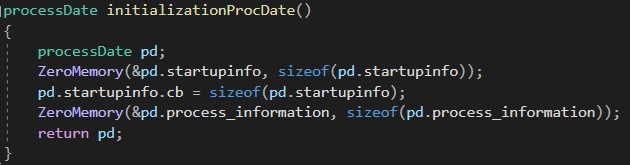 processDate initializationProcDate()
{
processDate pd;
ZeroMemory(&pd.startupinfo, sizeof(pd.startupinfo));
pd.startupinfo.cb = sizeof(pd.startupinfo);
ZeroMemory(&pd.process_information, sizeof(pd.process_information));
return pd;
}